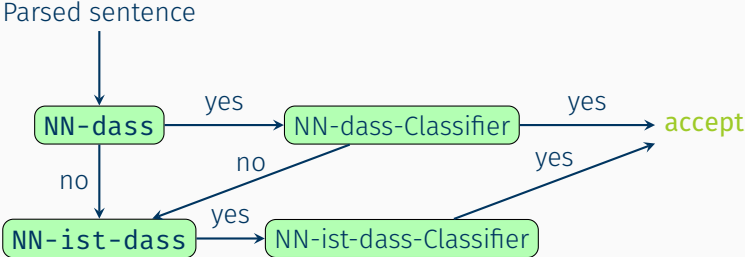 Parsed sentence
yes
yes
NN-dass
NN-dass-Classifier
accept
no
no
yes
yes
NN-ist-dass
NN-ist-dass-Classifier